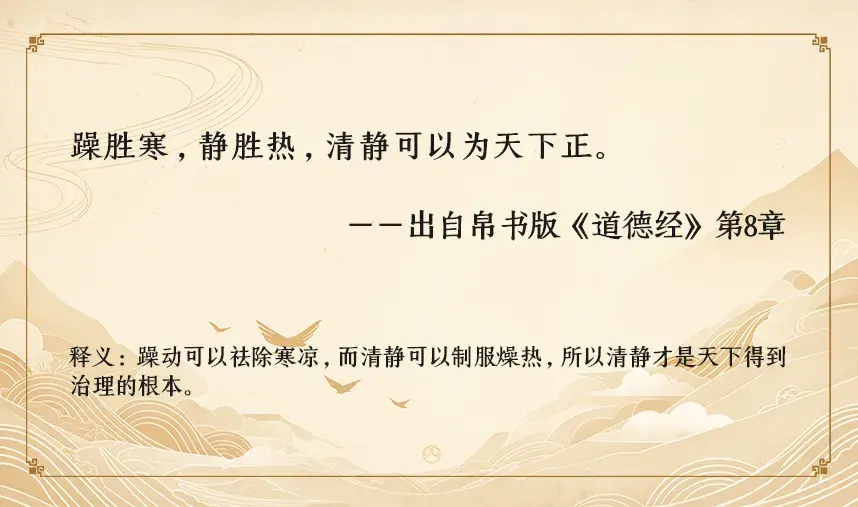 躁胜寒，静胜热，清静可以为天下正。
——出自帛书版《道德经》第8章
释义：躁动可以祛除寒凉，而清静可以制服燥热，所以清静才是天下得到
治理的根本。